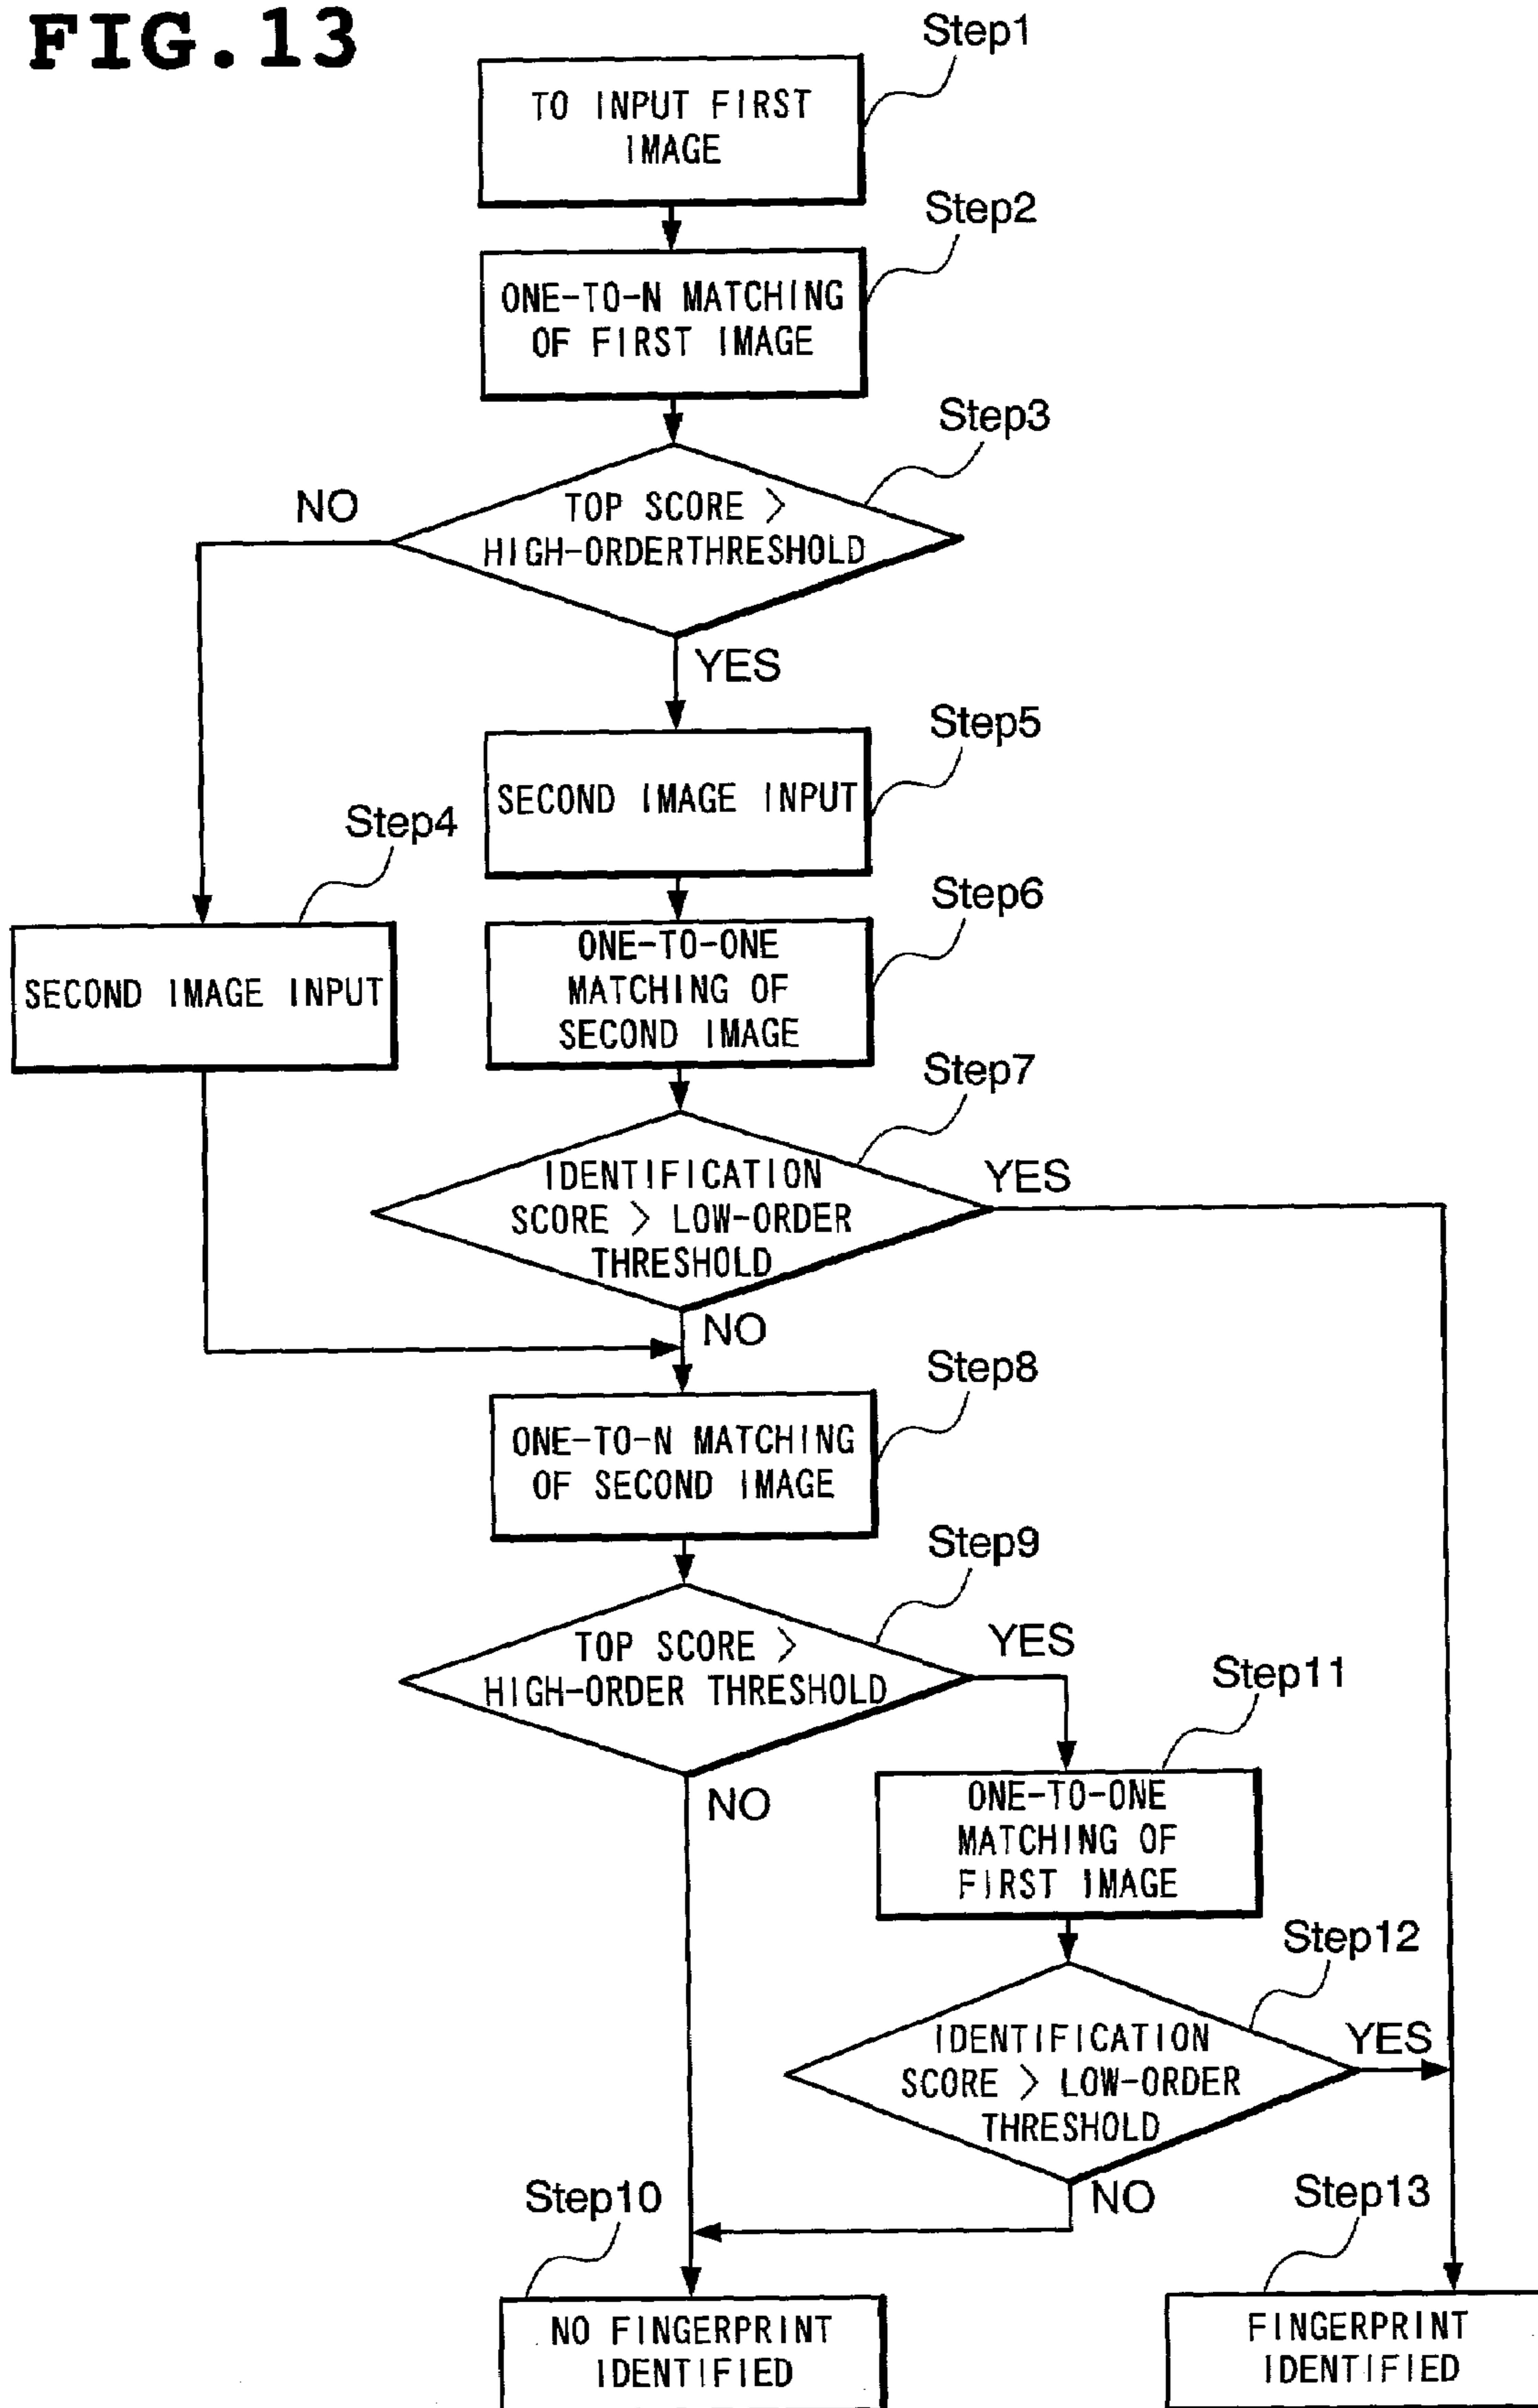 FIG.13
Step1
TO INPUT FIRST
IMAGE
Step2
ONE-TO-N MATCHING
OF FIRST IMAGE
Step3
TOP SCORE >
HIGH-ORDERTHRESHOLD
NO
YES
Step5
SECOND IMAGE INPUT
Step4
SECOND IMAGE INPUT
Step6
ONE-TO-ONE
MATCHING OF
SECOND IMAGE
Step7
IDENTIFICATION
SCORE > LOW-ORDER
THRESHOLD
YES
NO
Step8
ONE-TO-N MATCHING
OF SECOND IMAGE
Step9
TOP SCORE >
HIGH-ORDER THRESHOLD
YES
NO
Step11
ONE-TO-ONE
MATCHING OF
FIRST IMAGE
Step12
IDENTIFICATION
SCORE > LOW-ORDER
THRESHOLD
YES
NO
Step10
NO FINGERPRINT
IDENTIFIED
Step13
FINGERPRINT
IDENTIFIED